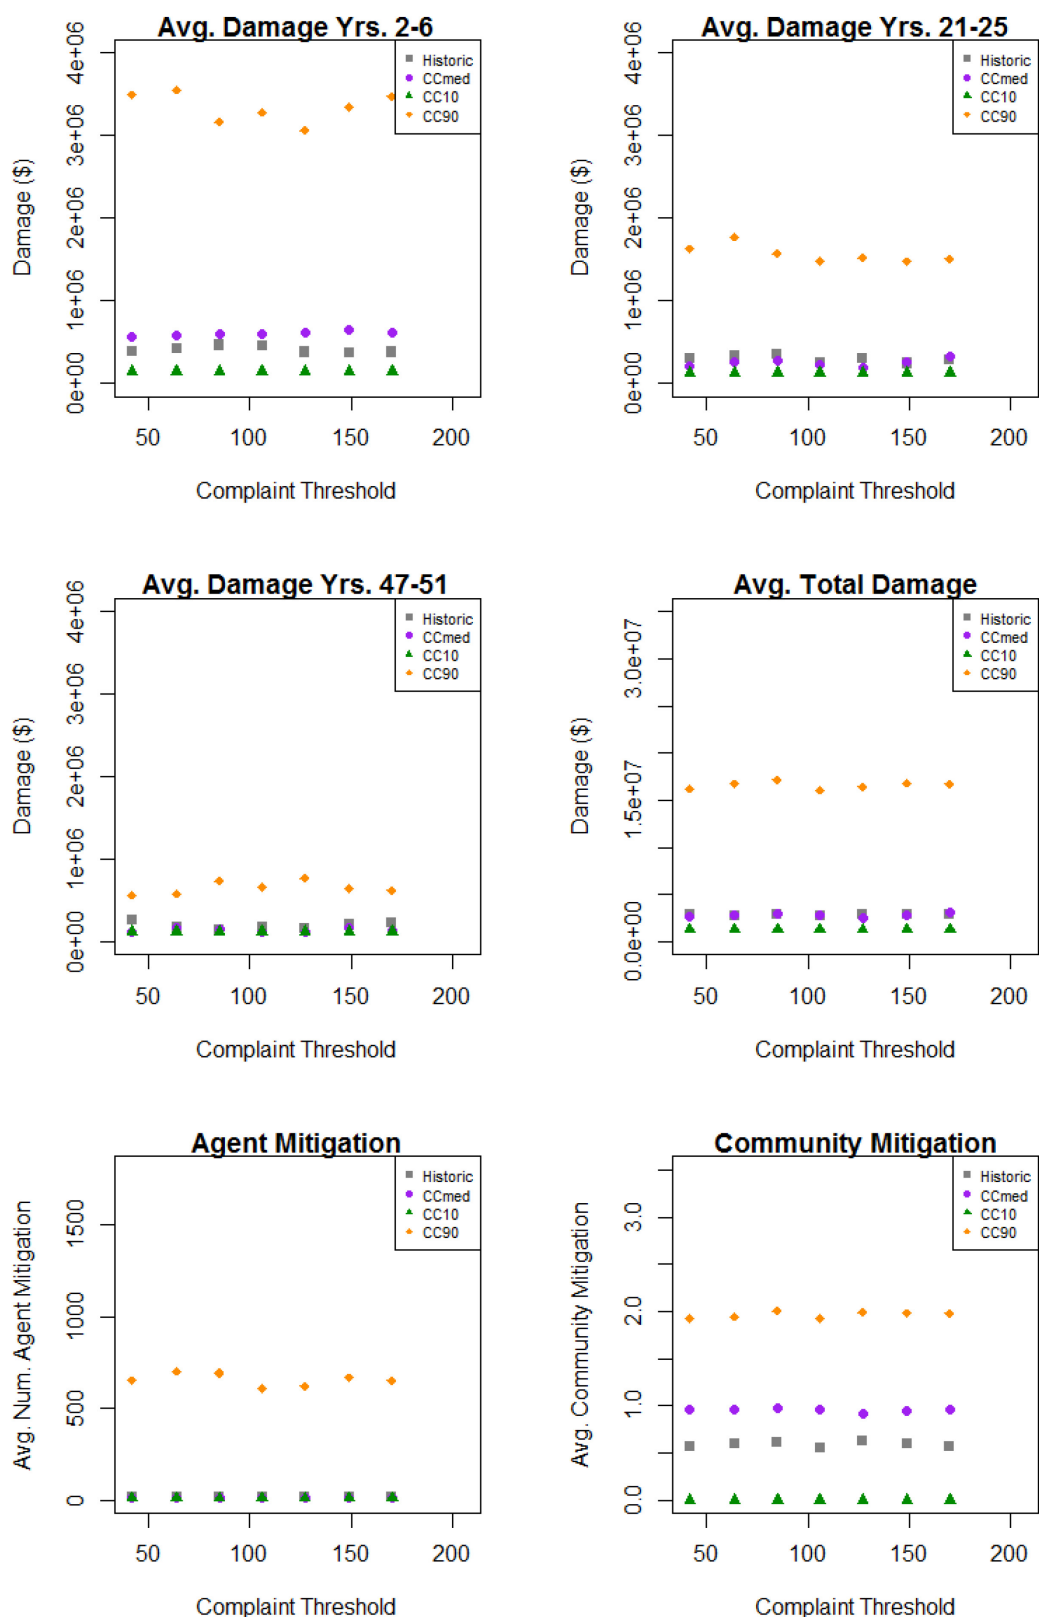 Avg. Damage Yrs. 2-6
Historic
CCmed
CC10
CC90
Damage ($)
0e+00 1e+06 2e+06 3e+06 4e+06
50 100 150 200
Complaint Threshold
Avg. Damage Yrs. 21-25
Historic
CCmed
CC10
CC90
Damage ($)
0e+00 1e+06 2e+06 3e+06 4e+06
50 100 150 200
Complaint Threshold
Avg. Damage Yrs. 47-51
Historic
CCmed
CC10
CC90
Damage ($)
0e+00 1e+06 2e+06 3e+06 4e+06
50 100 150 200
Complaint Threshold
Avg. Total Damage
Historic
CCmed
CC10
CC90
Damage ($)
0.0e+00 1.5e+07 3.0e+07
50 100 150 200
Complaint Threshold
Agent Mitigation
Historic
CCmed
CC10
CC90
Avg. Num. Agent Mitigation
0 500 1000 1500
50 100 150 200
Complaint Threshold
Community Mitigation
Historic
CCmed
CC10
CC90
Avg. Community Mitigation
0.0 1.0 2.0 3.0
50 100 150 200
Complaint Threshold